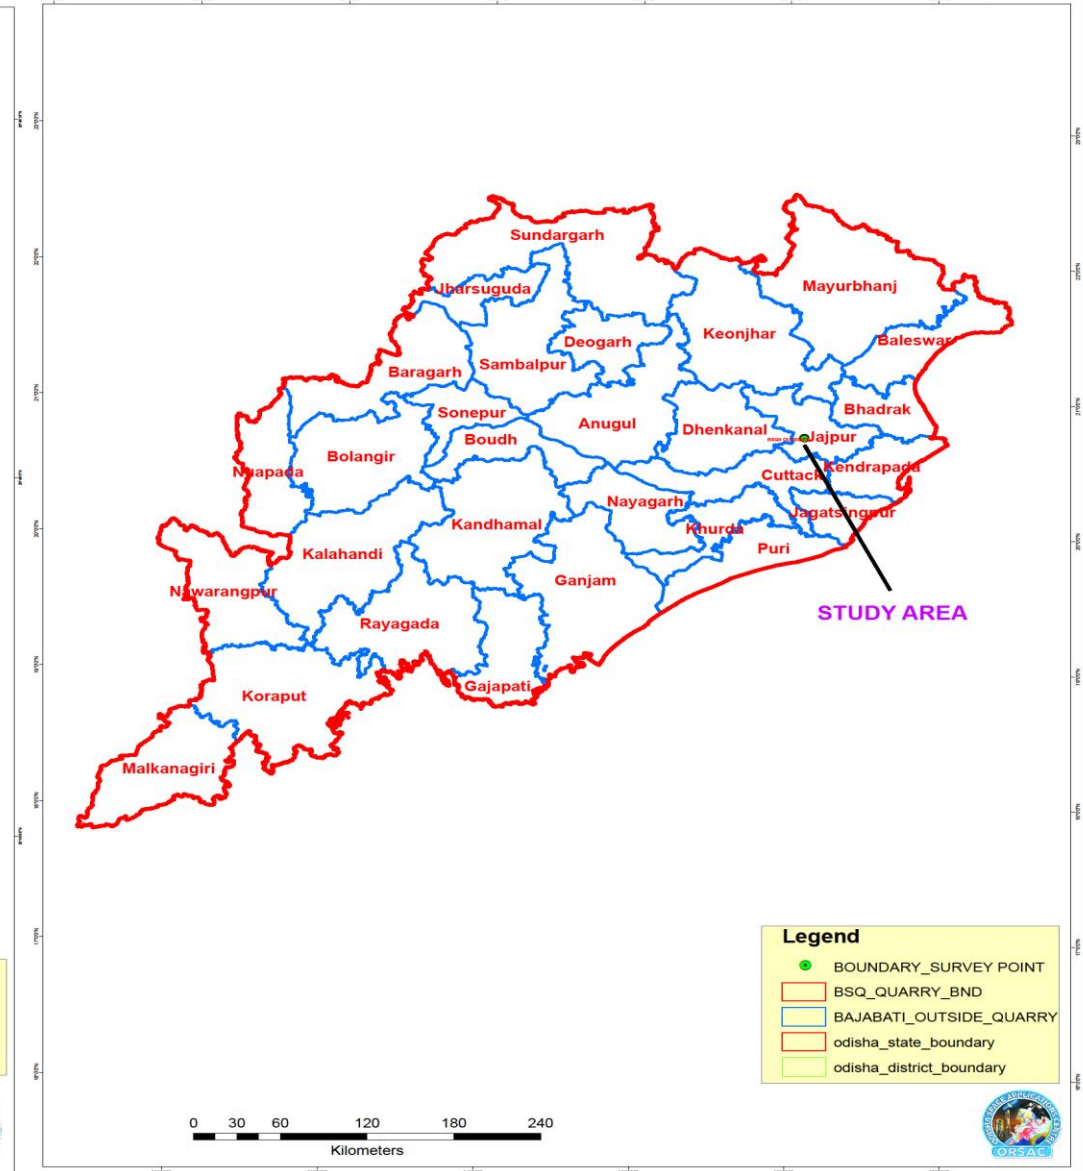 Sundargarh
Jharsuguda
Mayurbhanj
Keonjhar
Baleswar
Deogarh
Sambalpur
Baragarh
Bhadrak
Sonepur
Anugul
Dhenkanal
Jajpur
Boudh
Bolangir
Nuapada
Kendrapada
Cuttack
Nayagarh
Jagatsingpur
Kandhamal
Khurda
Kalahandi
Puri
Ganjam
Nawarangpur
STUDY AREA
Rayagada
Gajapati
Koraput
Malkanagiri
Legend
BOUNDARY_SURVEY POINT
BSQ_QUARRY_BND
BAJABATI_OUTSIDE_QUARRY
odisha_state_boundary
odisha_district_boundary
0 30 60 120 180 240
Kilometers
ORSAC